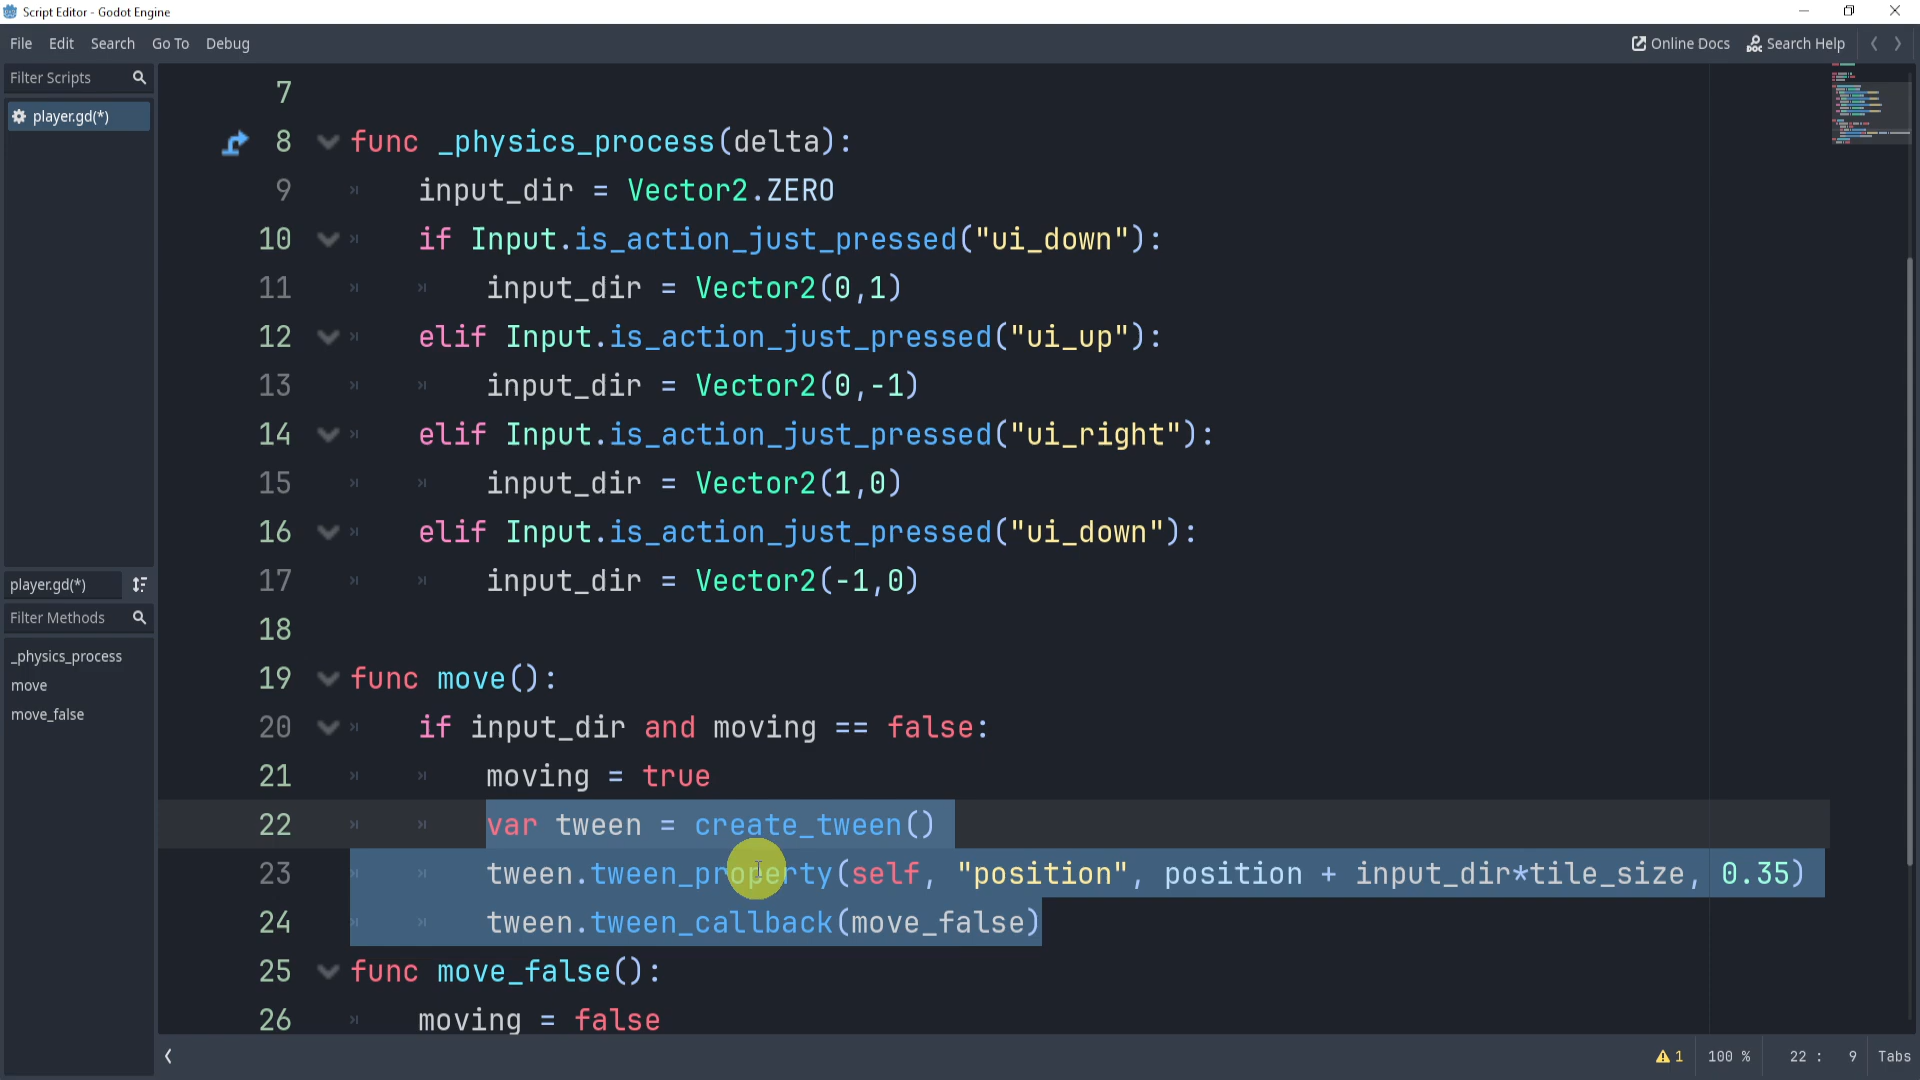 Script Editor - Godot Engine
File Edit Search Go To Debug
Online Docs Search Help
Filter Scripts
player.gd(*)
player.gd(*)
Filter Methods
_physics_process
move
move_false
7
8 func _physics_process(delta):
9 input_dir = Vector2.ZERO
10 if Input.is_action_just_pressed("ui_down"):
11 input_dir = Vector2(0,1)
12 elif Input.is_action_just_pressed("ui_up"):
13 input_dir = Vector2(0,-1)
14 elif Input.is_action_just_pressed("ui_right"):
15 input_dir = Vector2(1,0)
16 elif Input.is_action_just_pressed("ui_down"):
17 input_dir = Vector2(-1,0)
18
19 func move():
20 if input_dir and moving == false:
21 moving = true
22 var tween = create_tween()
23 tween.tween_property(self, "position", position + input_dir*tile_size, 0.35)
24 tween.tween_callback(move_false)
25 func move_false():
26 moving = false
1 100 % 22 : 9 Tabs